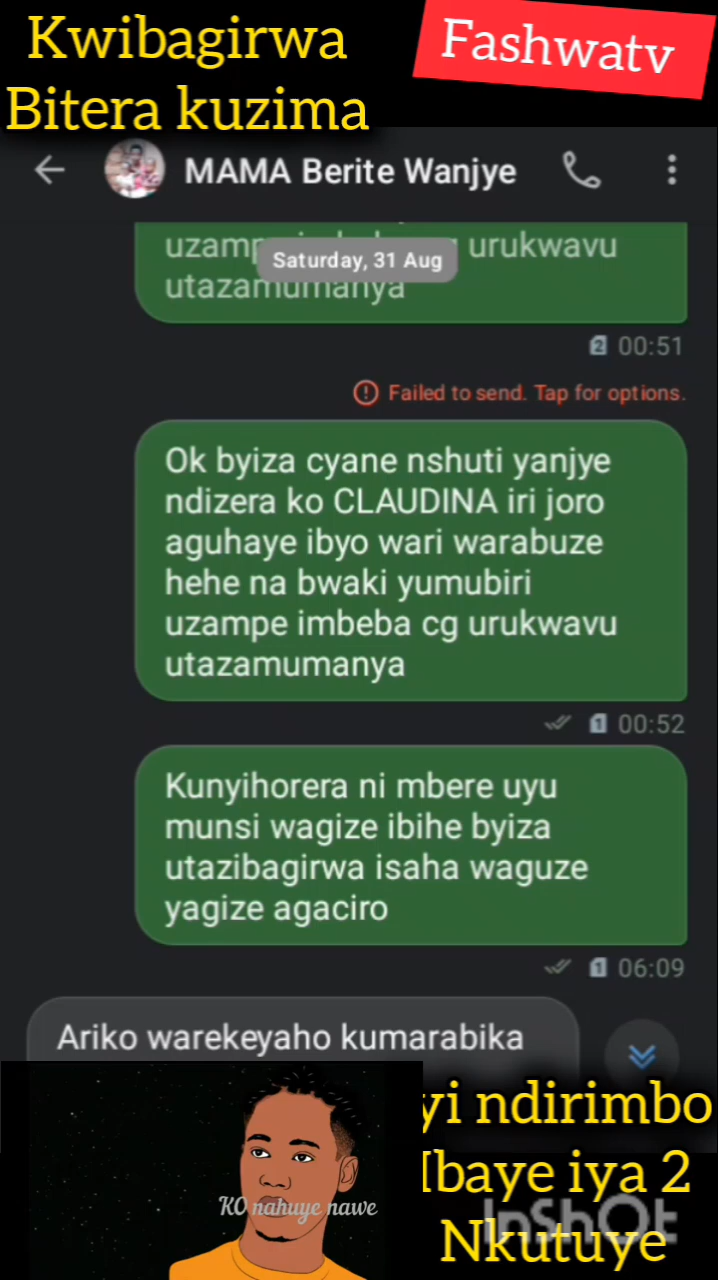 Kwibagirwa
Bitera kuzima
Fashwatv
MAMA Berite Wanjye
urukwavu
Saturday, 31 Aug
utazamumanya
2 00:51
Failed to send. Tap for options.
Ok byiza cyane nshuti yanjye
ndizera ko CLAUDINA iri joro
aguhaye ibyo wari warabuze
hehe na bwaki yumubiri
uzampe imbeba cg urukwavu
utazamumanya
1 00:52
Kunyihorera ni mbere uyu
munsi wagize ibihe byiza
utazibagirwa isaha waguze
yagize agaciro
1 06:09
Ariko warekeyaho kumarabika
yi ndirimbo
Ibaye iya 2
Nkutuye
KO nahuye nawe
InShOt